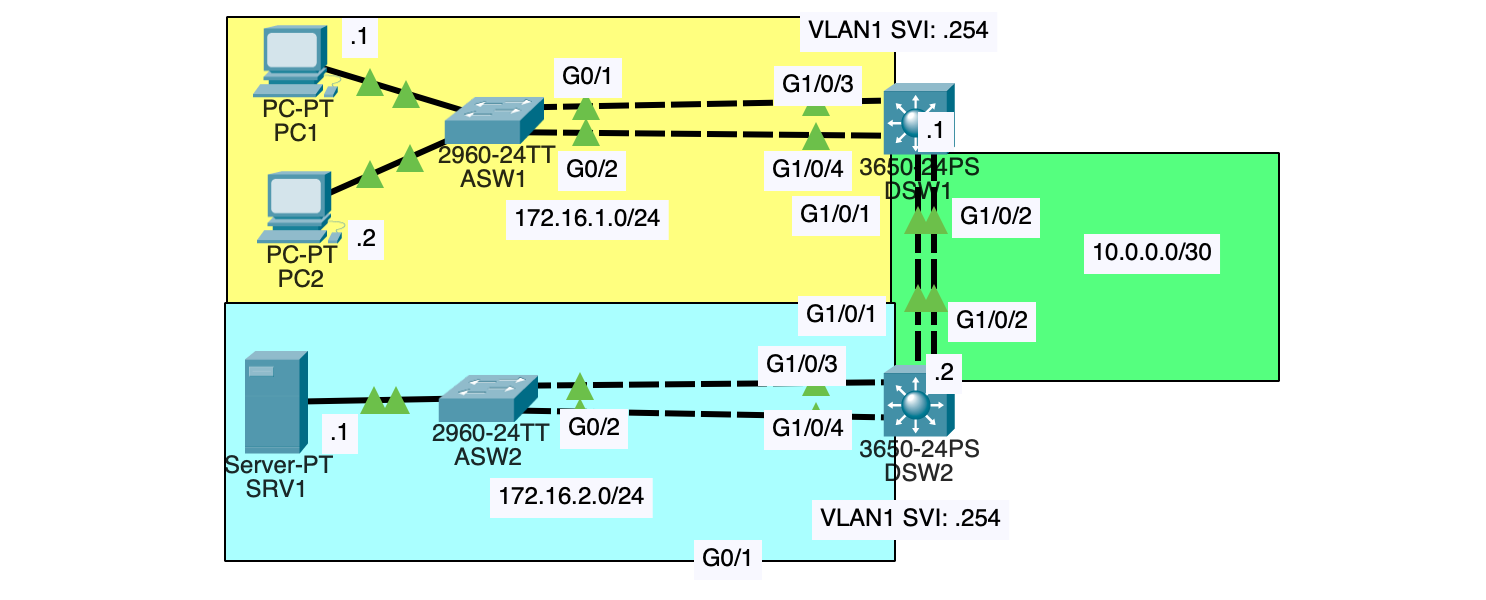 VLAN1 SVI: .254
.1
PC-PT
PC1
G0/1
G1/0/3
2960-24TT
ASW1
G0/2
G1/0/4
.1
3650-24PS
DSW1
172.16.1.0/24
G1/0/1
G1/0/2
.2
PC-PT
PC2
10.0.0.0/30
G1/0/1
G1/0/2
G1/0/3
.2
2960-24TT
ASW2
G0/2
G1/0/4
.1
3650-24PS
DSW2
Server-PT
SRV1
172.16.2.0/24
VLAN1 SVI: .254
G0/1